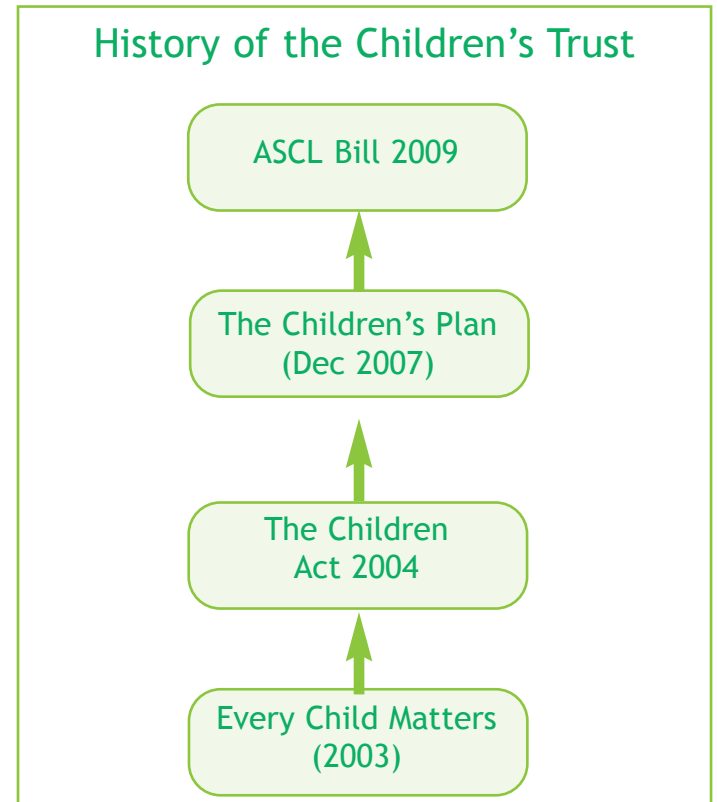 History of the Children’s Trust
ASCL Bill 2009
The Children’s Plan
(Dec 2007)
The Children
Act 2004
Every Child Matters
(2003)